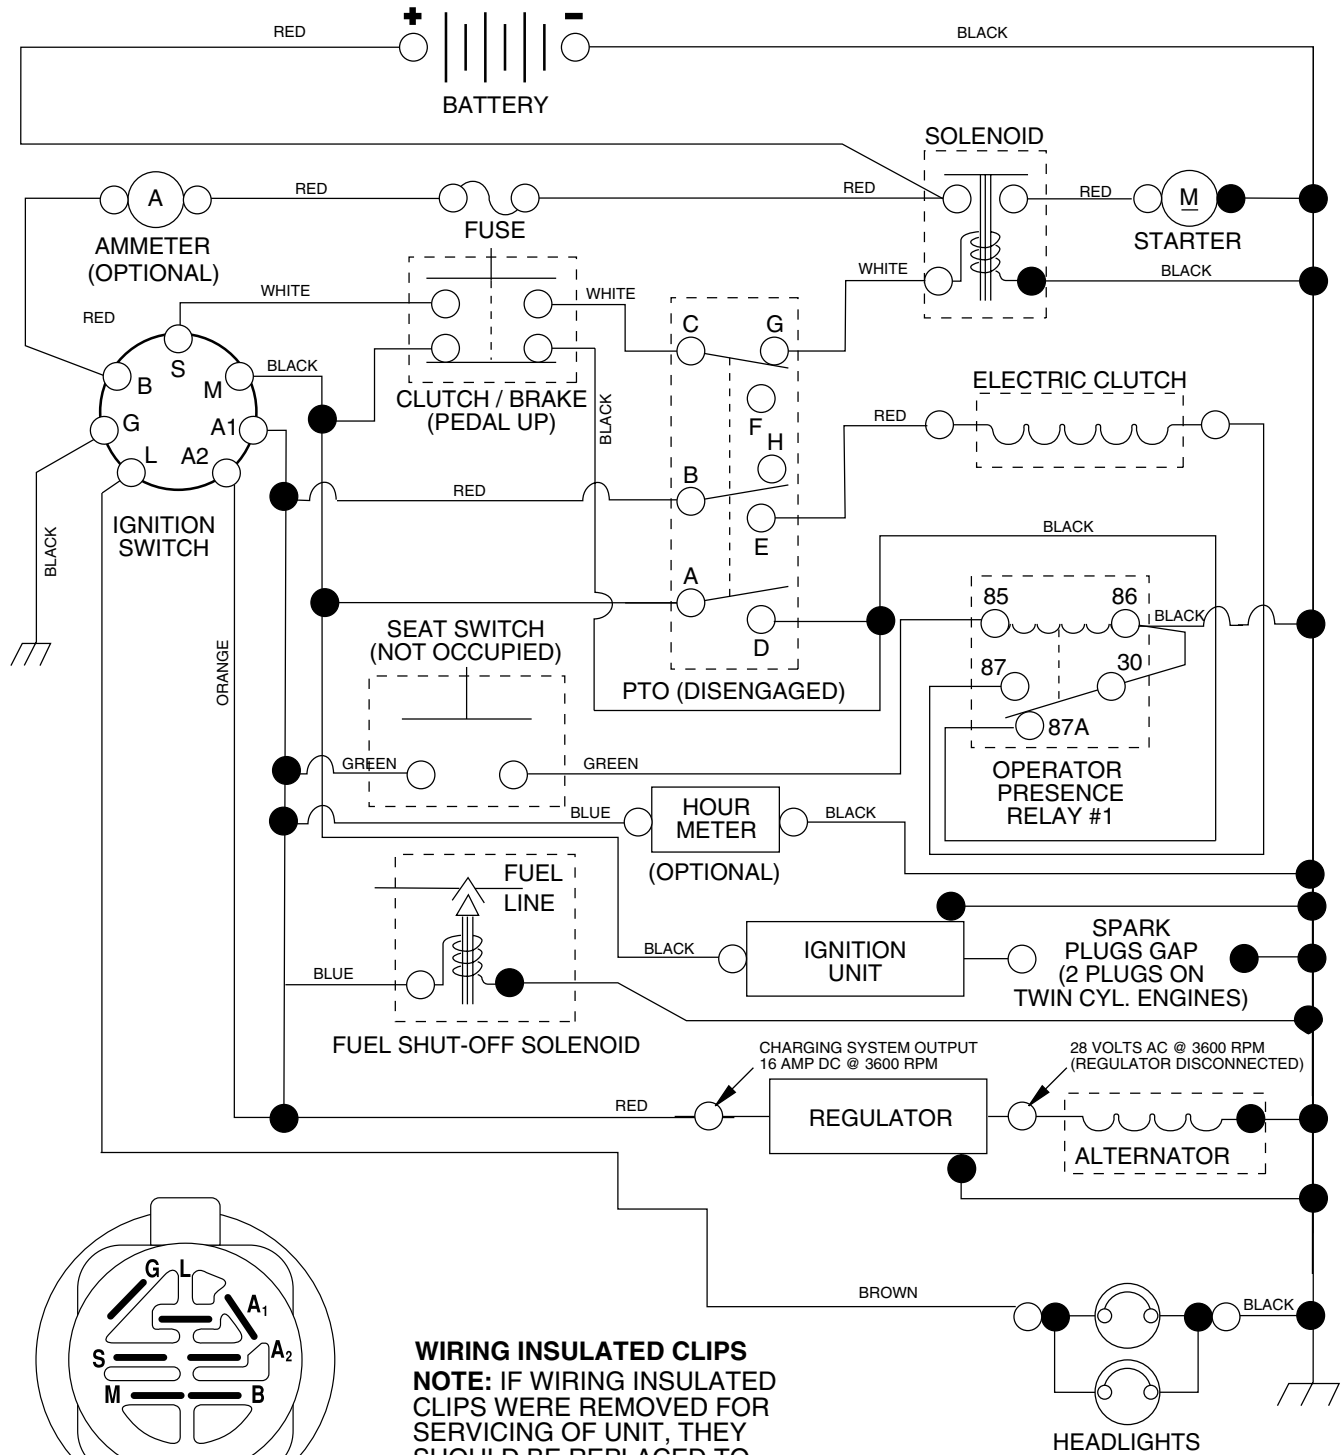 RED
+
-
BLACK
BATTERY
SOLENOID
A
RED
RED
RED
M
FUSE
STARTER
AMMETER
(OPTIONAL)
WHITE
BLACK
WHITE
WHITE
RED
S
B
M
BLACK
C
G
CLUTCH / BRAKE
(PEDAL UP)
ELECTRIC CLUTCH
G
A1
F
RED
BLACK
L
A2
H
B
RED
IGNITION
SWITCH
E
BLACK
BLACK
A
85
86
BLACK
SEAT SWITCH
(NOT OCCUPIED)
D
ORANGE
87
30
PTO (DISENGAGED)
87A
GREEN
GREEN
OPERATOR
PRESENCE
RELAY #1
BLUE
HOUR
METER
BLACK
(OPTIONAL)
FUEL
LINE
BLUE
BLACK
IGNITION
UNIT
SPARK
PLUGS GAP
(2 PLUGS ON
TWIN CYL. ENGINES)
FUEL SHUT-OFF SOLENOID
CHARGING SYSTEM OUTPUT
16 AMP DC @ 3600 RPM
28 VOLTS AC @ 3600 RPM
(REGULATOR DISCONNECTED)
RED
REGULATOR
ALTERNATOR
G
L
A1
S
A2
M
B
BROWN
BLACK
HEADLIGHTS
WIRING INSULATED CLIPS
NOTE: IF WIRING INSULATED
CLIPS WERE REMOVED FOR
SERVICING OF UNIT, THEY
SHOULD BE REPLACED TO